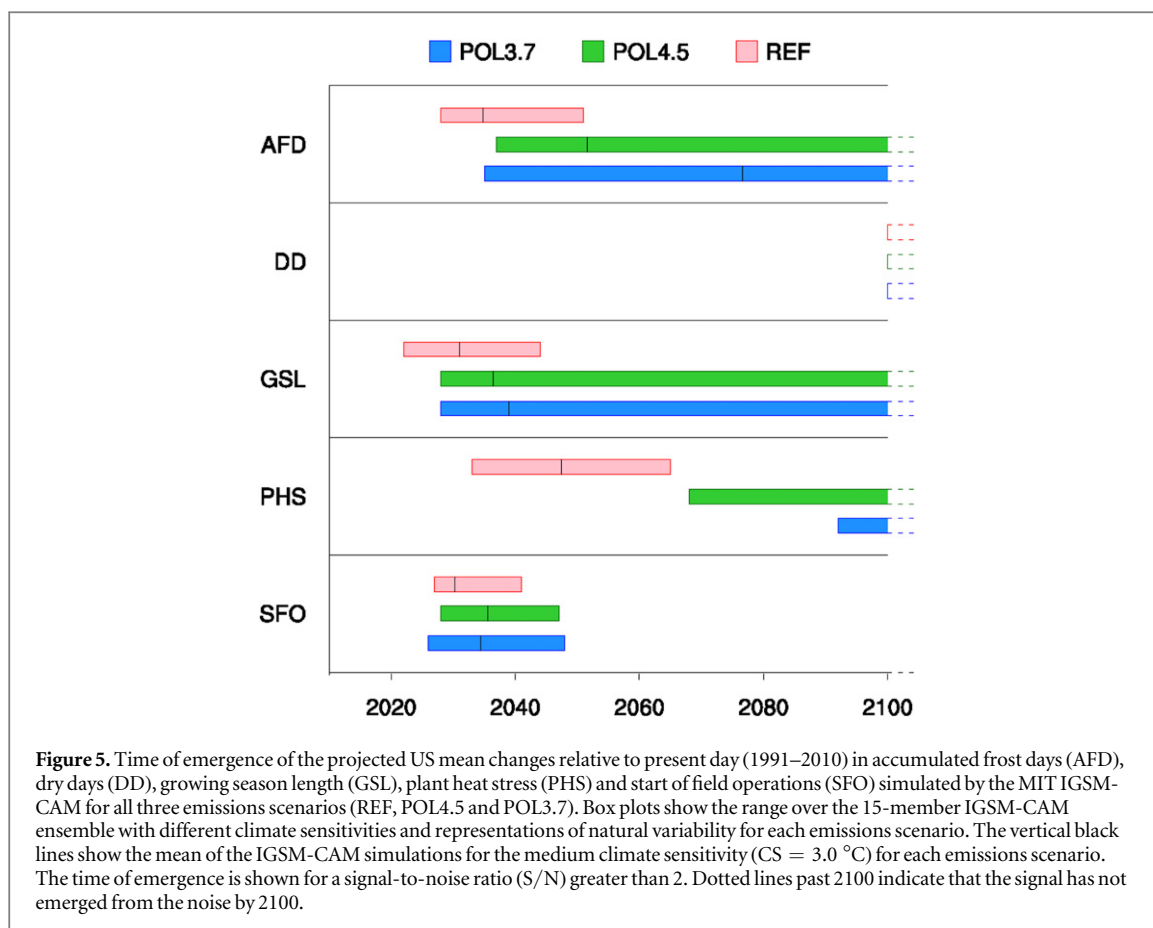 POL3.7 POL4.5 REF
AFD
DD
GSL
PHS
SFO
2020 2040 2060 2080 2100
Figure 5. Time of emergence of the projected US mean changes relative to present day (1991–2010) in accumulated frost days (AFD),
dry days (DD), growing season length (GSL), plant heat stress (PHS) and start of field operations (SFO) simulated by the MIT IGSM-
CAM for all three emissions scenarios (REF, POL4.5 and POL3.7). Box plots show the range over the 15-member IGSM-CAM
ensemble with different climate sensitivities and representations of natural variability for each emissions scenario. The vertical black
lines show the mean of the IGSM-CAM simulations for the medium climate sensitivity (CS = 3.0 °C) for each emissions scenario.
The time of emergence is shown for a signal-to-noise ratio (S/N) greater than 2. Dotted lines past 2100 indicate that the signal has not
emerged from the noise by 2100.